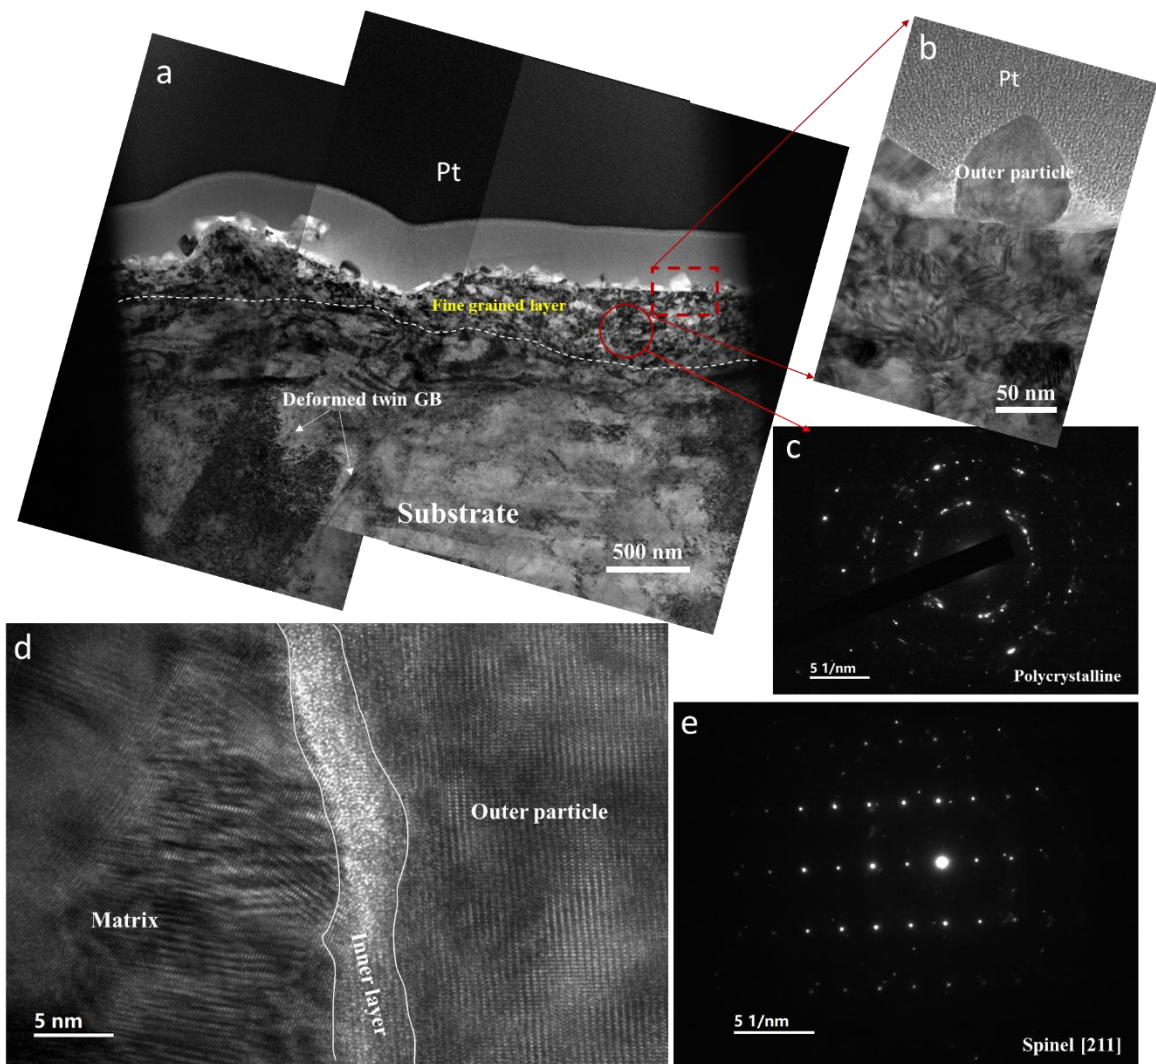 a
Pt
Fine grained layer
Deformed twin GB
Substrate
500 nm
b
Pt
Outer particle
50 nm
c
5 1/nm
Polycrystalline
d
Outer particle
Matrix
Inner layer
5 nm
e
5 1/nm
Spinel [211]